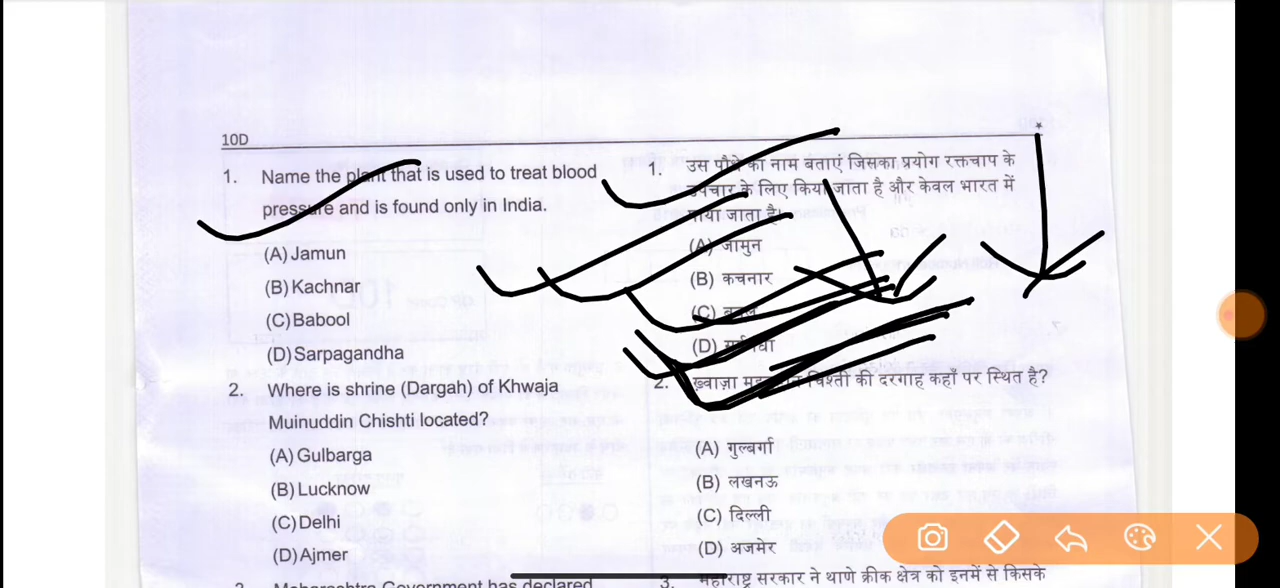 10D
1. Name the plant that is used to treat blood
pressure and is found only in India.
(A) Jamun
(B) Kachnar
(C) Babool
(D) Sarpagandha
2. Where is shrine (Dargah) of Khwaja
Muinuddin Chishti located?
(A) Gulbarga
(B) Lucknow
(C) Delhi
(D) Ajmer
1. उस पौधे का नाम बताएं जिसका प्रयोग रक्तचाप के
उपचार के लिए किया जाता है और केवल भारत में
पाया जाता है।
(A) जामुन
(B) कचनार
(C)
(D)
2. ख़्वाज़ा चिश्ती की दरगाह कहाँ पर स्थित है?
(A) गुल्बर्गा
(B) लखनऊ
(C) दिल्ली
(D) अजमेर
3. महाराष्ट्र सरकार ने थाणे क्रीक क्षेत्र को इनमें से किसके